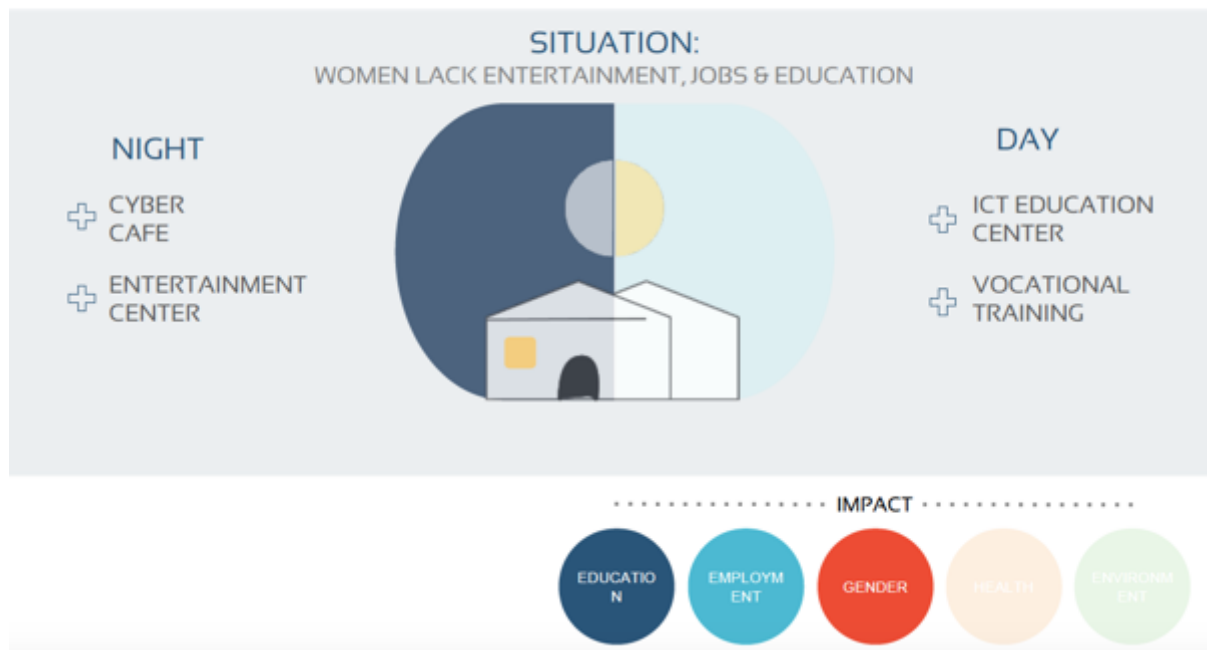 SITUATION:
WOMEN LACK ENTERTAINMENT, JOBS & EDUCATION
NIGHT
CYBER
CAFE
ENTERTAINMENT
CENTER
DAY
ICT EDUCATION
CENTER
VOCATIONAL
TRAINING
IMPACT
EDUCATIO
N
EMPLOYM
ENT
GENDER
HEALTH
ENVIRONM
ENT